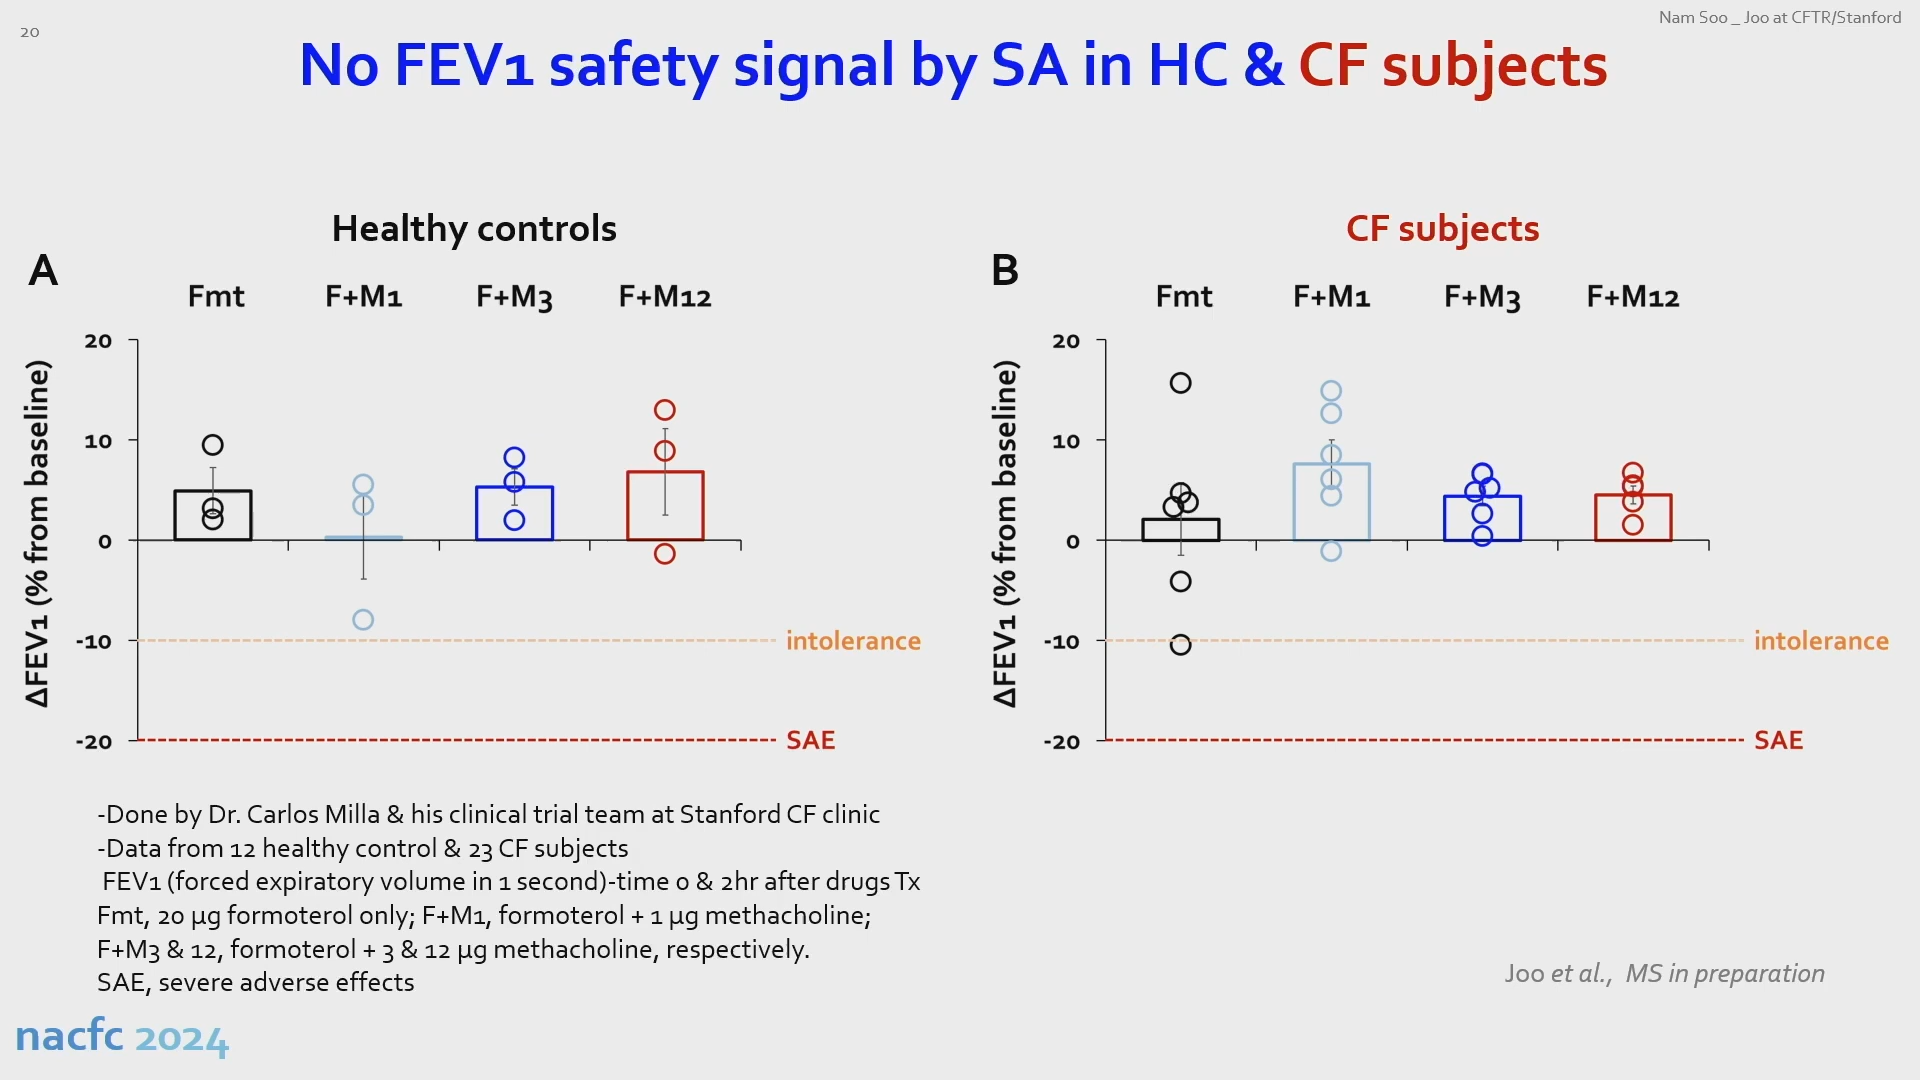 20
Nam Soo _ Joo at CFTR/Stanford
No FEV1 safety signal by SA in HC & CF subjects
Healthy controls
A
Fmt F+M1 F+M3 F+M12
ΔFEV1 (% from baseline)
20
10
0
-10
-20
intolerance
SAE
CF subjects
B
Fmt F+M1 F+M3 F+M12
ΔFEV1 (% from baseline)
20
10
0
-10
-20
intolerance
SAE
-Done by Dr. Carlos Milla & his clinical trial team at Stanford CF clinic
-Data from 12 healthy control & 23 CF subjects
FEV1 (forced expiratory volume in 1 second)-time 0 & 2hr after drugs Tx
Fmt, 20 µg formoterol only; F+M1, formoterol + 1 µg methacholine;
F+M3 & 12, formoterol + 3 & 12 µg methacholine, respectively.
SAE, severe adverse effects
Joo et al., MS in preparation
nacfc 2024